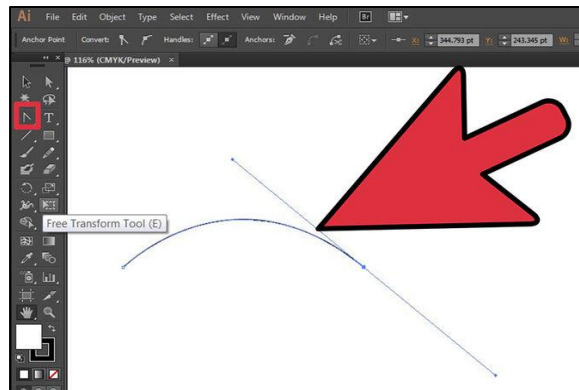 Ai File Edit Object Type Select Effect View Window Help Br
Anchor Point Convert: Handles: Anchors: X: 344.793 pt Y: 243.345 pt W:
116% (CMYK/Preview) ×
T
Free Transform Tool (E)